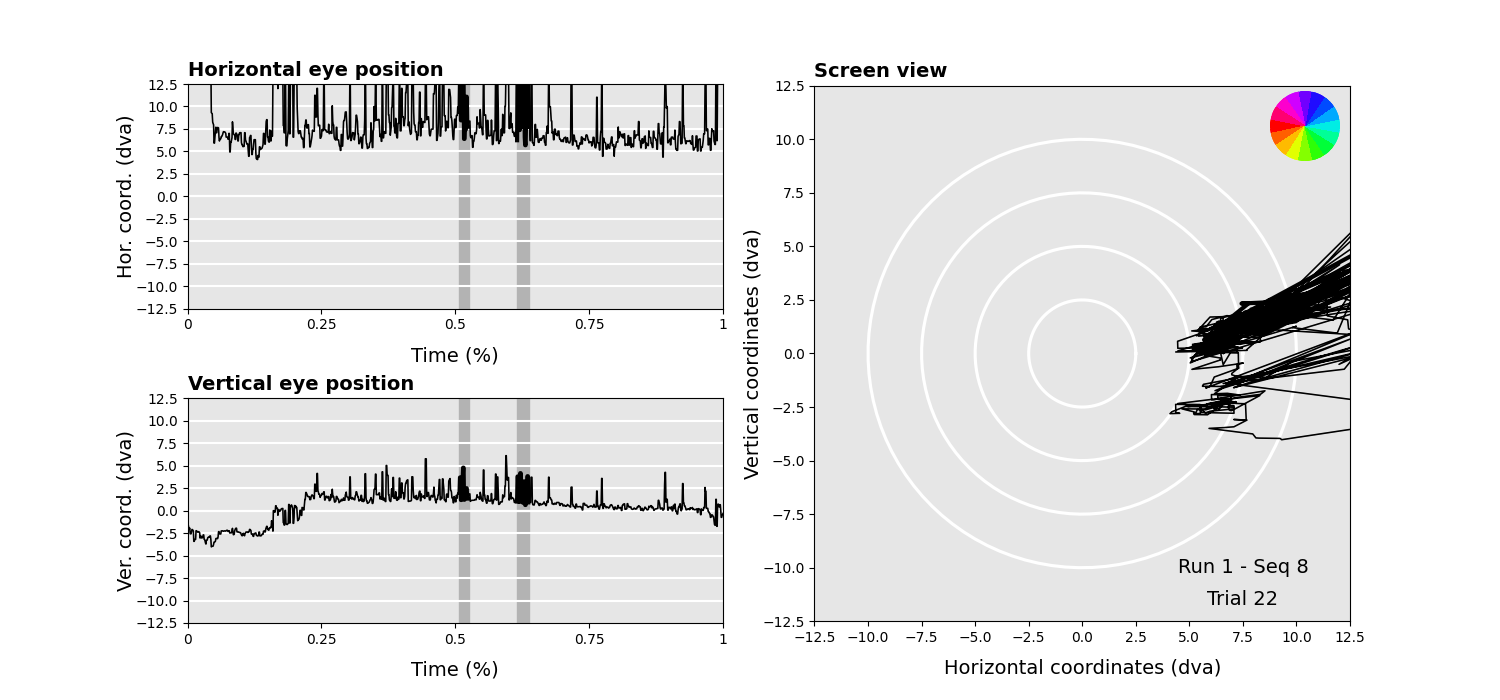 Horizontal eye position
12.5
10.0
7.5
5.0
2.5
0.0
−2.5
−5.0
−7.5
−10.0
−12.5
Hor. coord. (dva)
0 0.25 0.5 0.75 1
Time (%)
Vertical eye position
12.5
10.0
7.5
5.0
2.5
0.0
−2.5
−5.0
−7.5
−10.0
−12.5
Ver. coord. (dva)
0 0.25 0.5 0.75 1
Time (%)
Screen view
12.5
10.0
7.5
5.0
2.5
0.0
−2.5
−5.0
−7.5
−10.0
−12.5
Vertical coordinates (dva)
Run 1 - Seq 8
Trial 22
−12.5 −10.0 −7.5 −5.0 −2.5 0.0 2.5 5.0 7.5 10.0 12.5
Horizontal coordinates (dva)